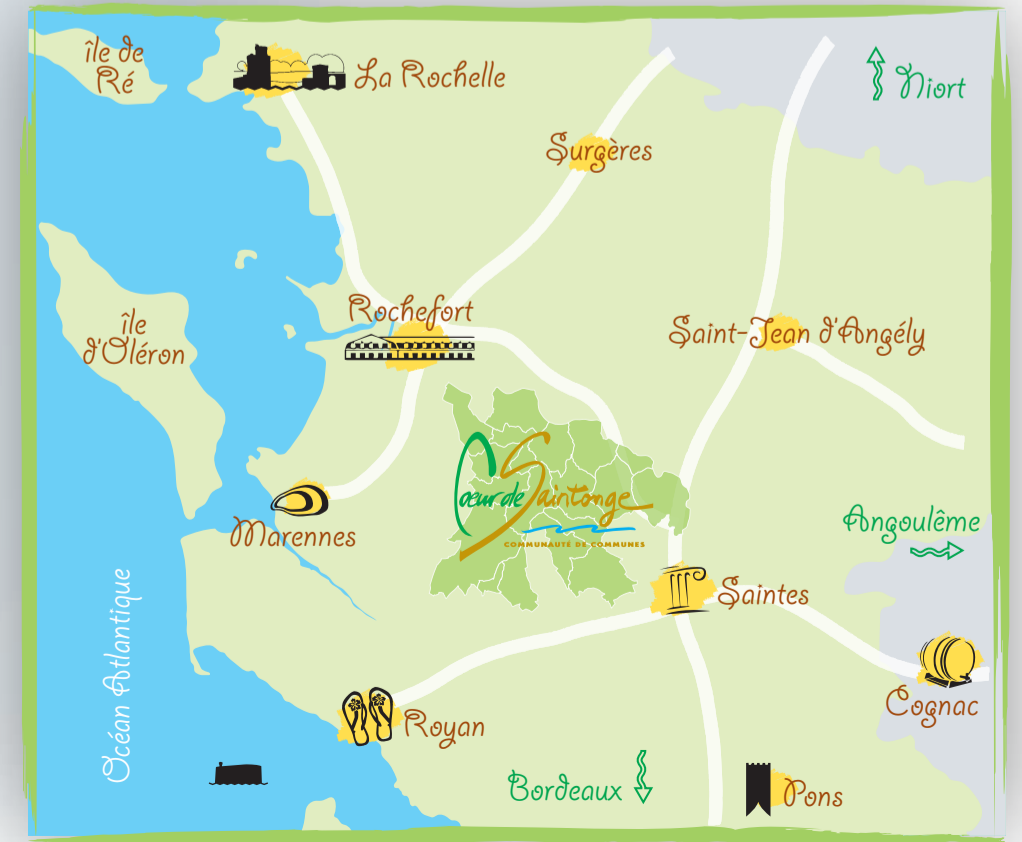 île de
Ré
La Rochelle
Niort
Surgères
Rochefort
île
d'Oléron
Saint-Jean d'Angély
Cœur de Saintonge
COMMUNAUTÉ DE COMMUNES
Marennes
Angoulême
Océan Atlantique
Saintes
Cognac
Royan
Bordeaux
Pons